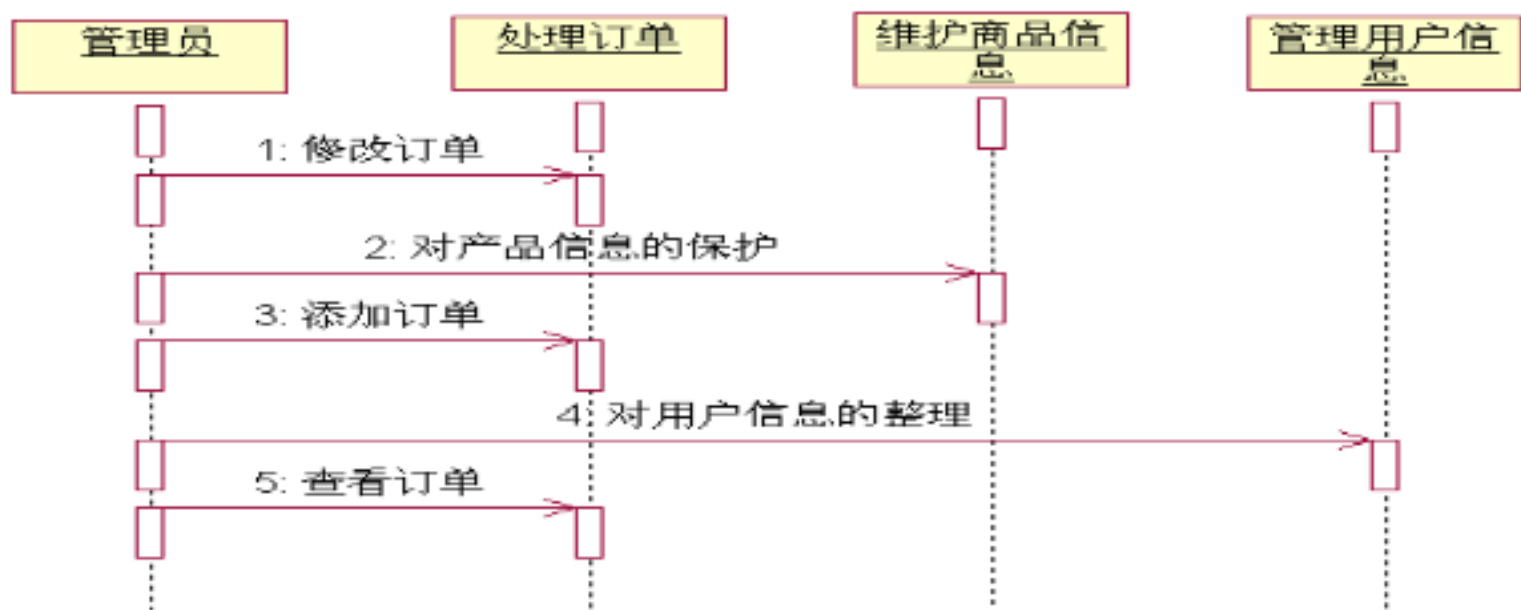 管理员
处理订单
维护商品信
息
管理用户信
息
1: 修改订单
2: 对产品信息的保护
3: 添加订单
4: 对用户信息的整理
5: 查看订单